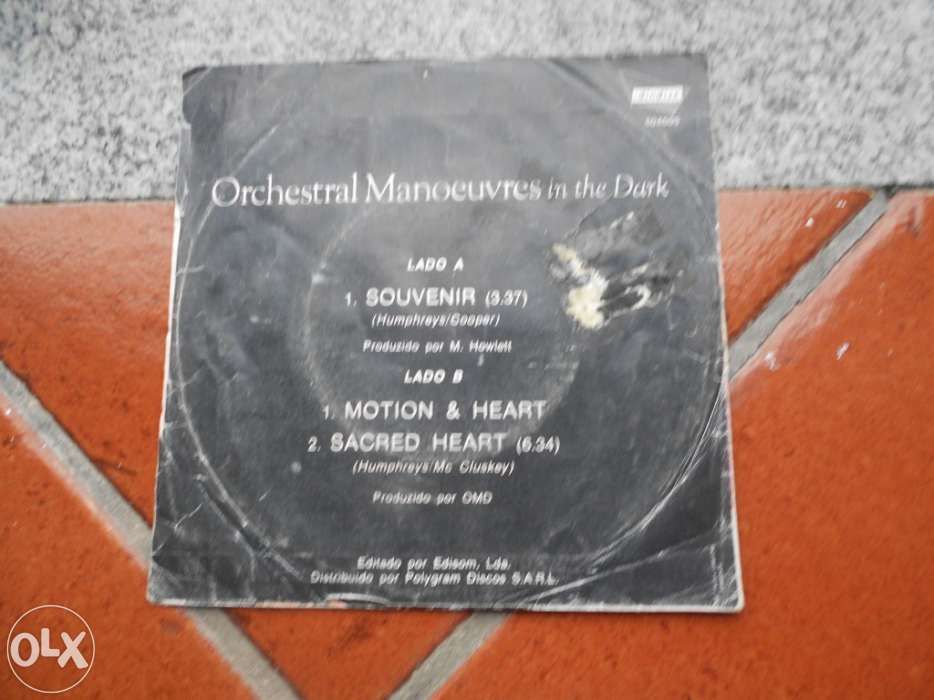 Orchestral Manoeuvres in the Dark
LADO A
1. SOUVENIR (3.37)
(Humphreys/Cooper)
Produzido por M. Howlett
LADO B
1. MOTION & HEART
2. SACRED HEART (6.34)
(Humphreys/Mc Cluskey)
Produzido por OMD
Editado por Edisom, Lda.
Distribuído por Polygram Discos S.A.R.L.
OLX